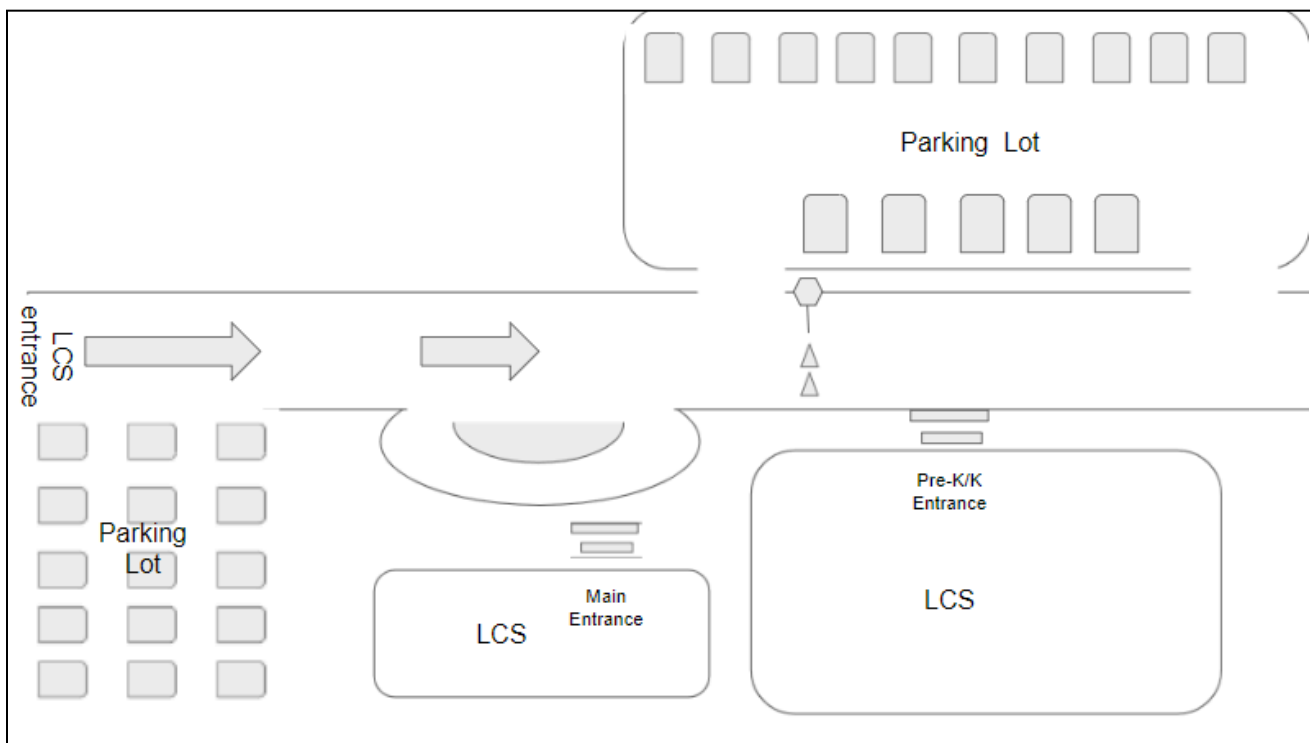 Parking Lot
LCS
entrance
Parking
Lot
Pre-K/K
Entrance
LCS
Main
Entrance
LCS